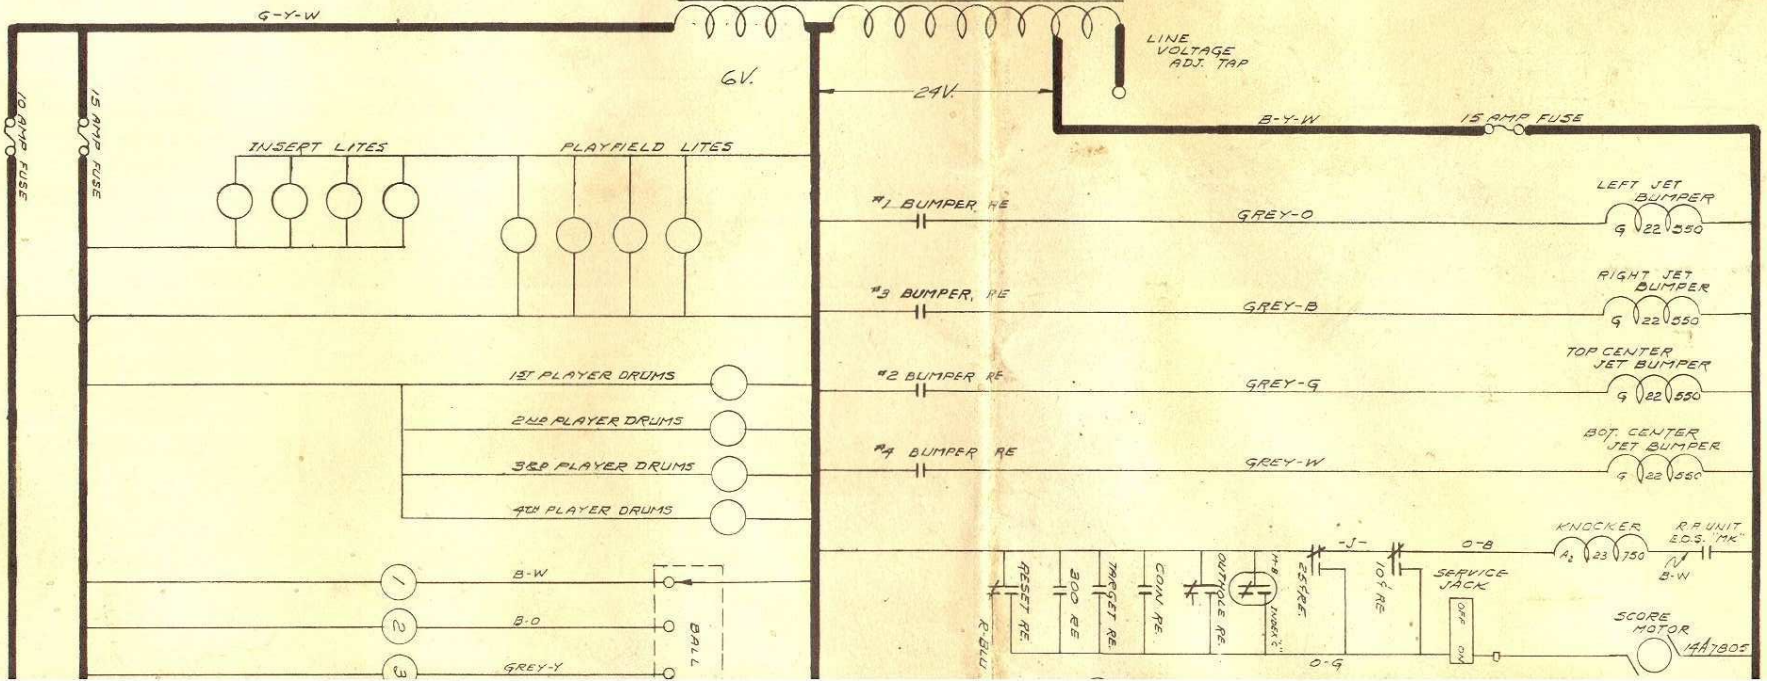 G-Y-W
LINE
VOLTAGE
ADJ. TAP
6V.
24V.
10 AMP FUSE
15 AMP FUSE
B-Y-W
15 AMP FUSE
INSERT LITES
PLAYFIELD LITES
#1 BUMPER RE
GREY-O
LEFT JET
BUMPER
G 22 550
#3 BUMPER, RE
GREY-B
RIGHT JET
BUMPER
G 22 550
1ST PLAYER DRUMS
#2 BUMPER RE
GREY-G
TOP CENTER
JET BUMPER
G 22 550
2ND PLAYER DRUMS
3RD PLAYER DRUMS
#4 BUMPER RE
GREY-W
BOT. CENTER
JET BUMPER
G 22 550
4TH PLAYER DRUMS
-J-
O-B
KNOCKER
A2 23 750
R.P. UNIT
E.O.S. "MK"
B-W
1
B-W
2
B-O
3
GREY-Y
BALL
R-BLU
RESET RE.
300 RE
TARGET RE.
COIN RE.
OUTHOLE RE.
M-B
INDEX "C"
25¢ RE.
10¢ RE
SERVICE
JACK
OFF ON
O-G
SCORE
MOTOR
14A7805